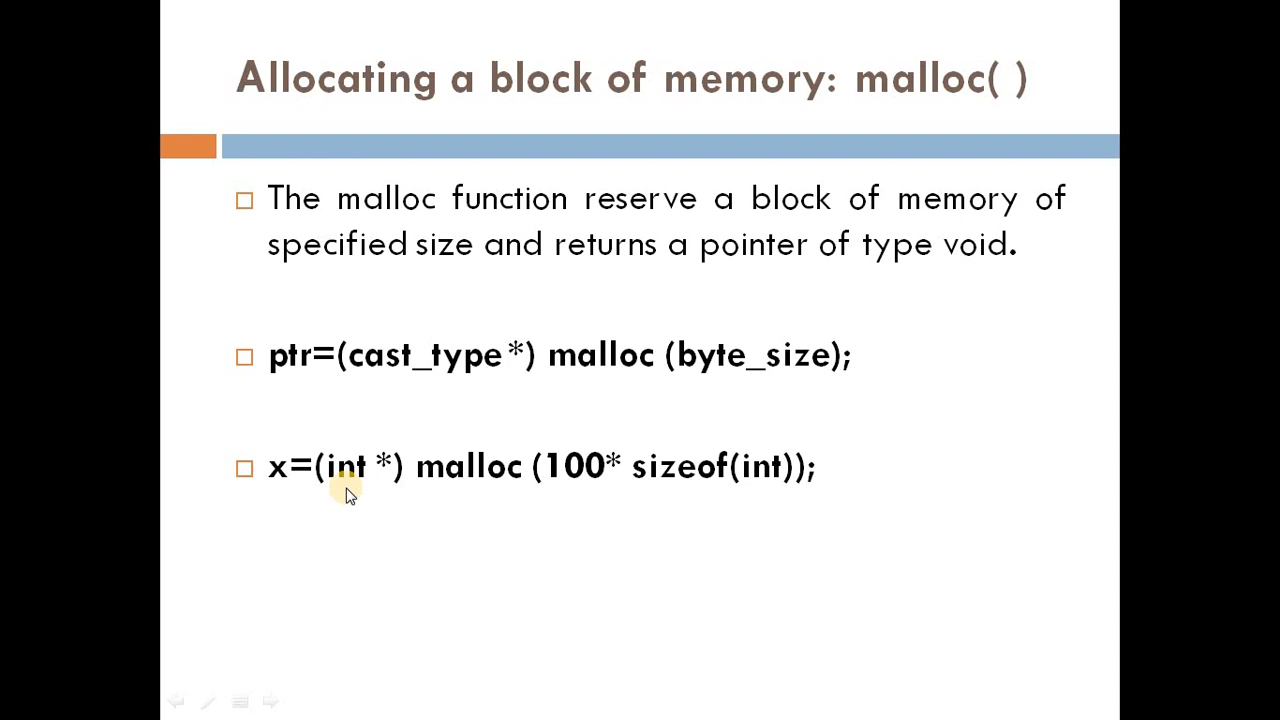 Allocating a block of memory: malloc( )
The malloc function reserve a block of memory of
specified size and returns a pointer of type void.
ptr=(cast_type *) malloc (byte_size);
x=(int *) malloc (100* sizeof(int));